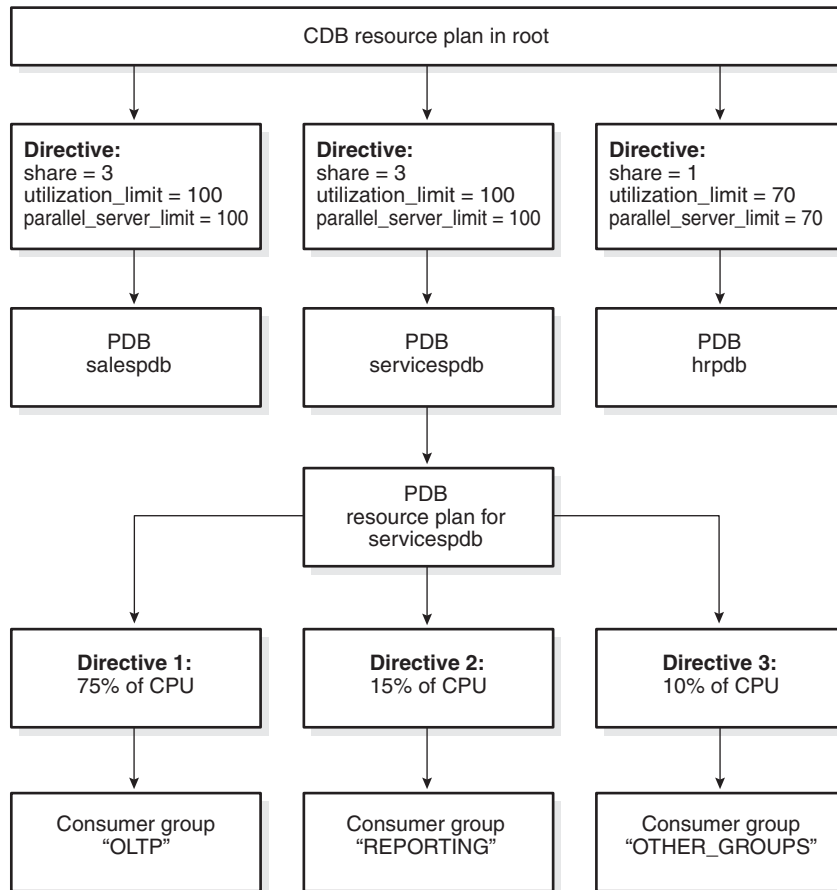 CDB resource plan in root
Directive:
share = 3
utilization_limit = 100
parallel_server_limit = 100
Directive:
share = 3
utilization_limit = 100
parallel_server_limit = 100
Directive:
share = 1
utilization_limit = 70
parallel_server_limit = 70
PDB
salespdb
PDB
servicespdb
PDB
hrpdb
PDB
resource plan for
servicespdb
Directive 1:
75% of CPU
Directive 2:
15% of CPU
Directive 3:
10% of CPU
Consumer group
“OLTP”
Consumer group
“REPORTING”
Consumer group
“OTHER_GROUPS”